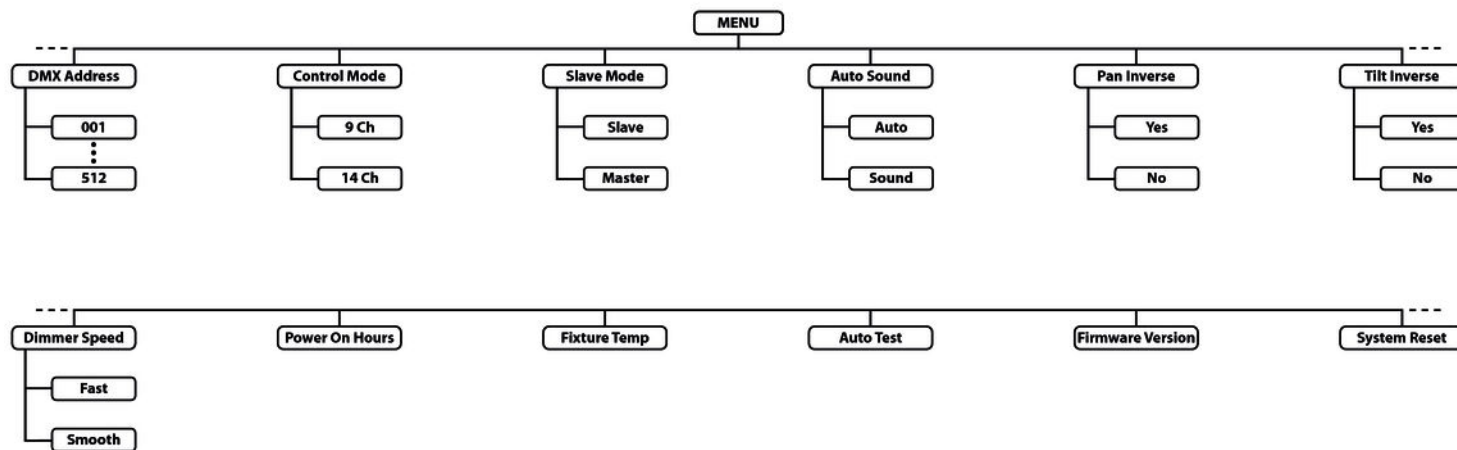 MENU
DMX Address
Control Mode
Slave Mode
Auto Sound
Pan Inverse
Tilt Inverse
001
9 Ch
Slave
Auto
Yes
Yes
512
14 Ch
Master
Sound
No
No
Dimmer Speed
Power On Hours
Fixture Temp
Auto Test
Firmware Version
System Reset
Fast
Smooth